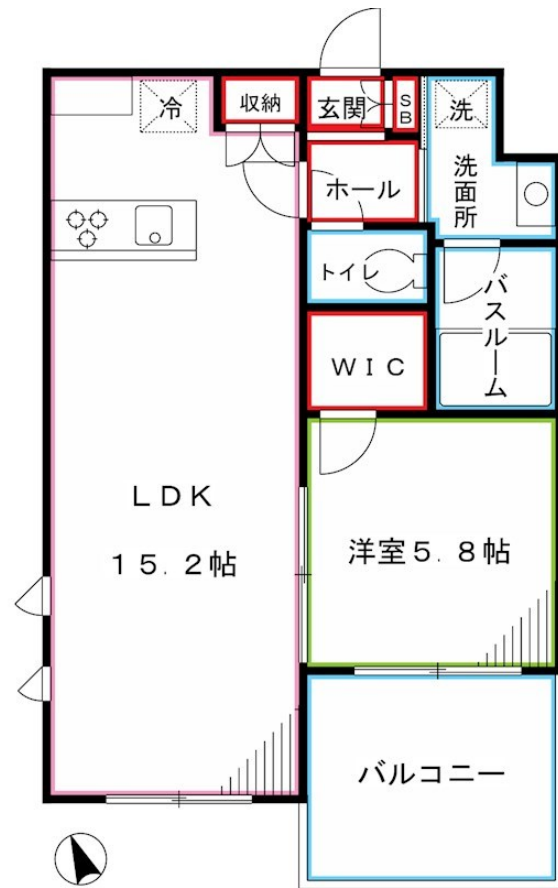 冷
収納
玄関
SB
洗
洗面所
ホール
トイレ
バスルーム
WIC
LDK
15.2帖
洋室5.8帖
バルコニー